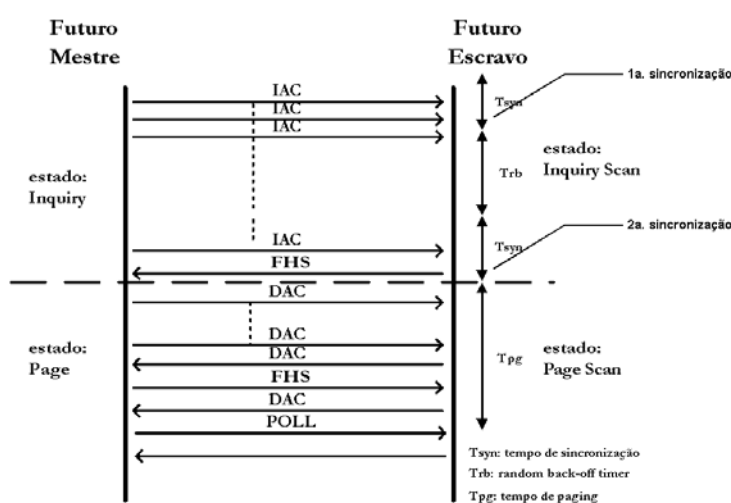 Futuro
Mestre
Futuro
Escravo
IAC
IAC
IAC
Tsyn
1a. sincronização
estado:
Inquiry
Trb
estado:
Inquiry Scan
IAC
Tsyn
2a. sincronização
FHS
DAC
estado:
Page
DAC
DAC
FHS
DAC
POLL
Tpg
estado:
Page Scan
Tsyn: tempo de sincronização
Trb: random back-off timer
Tpg: tempo de paging